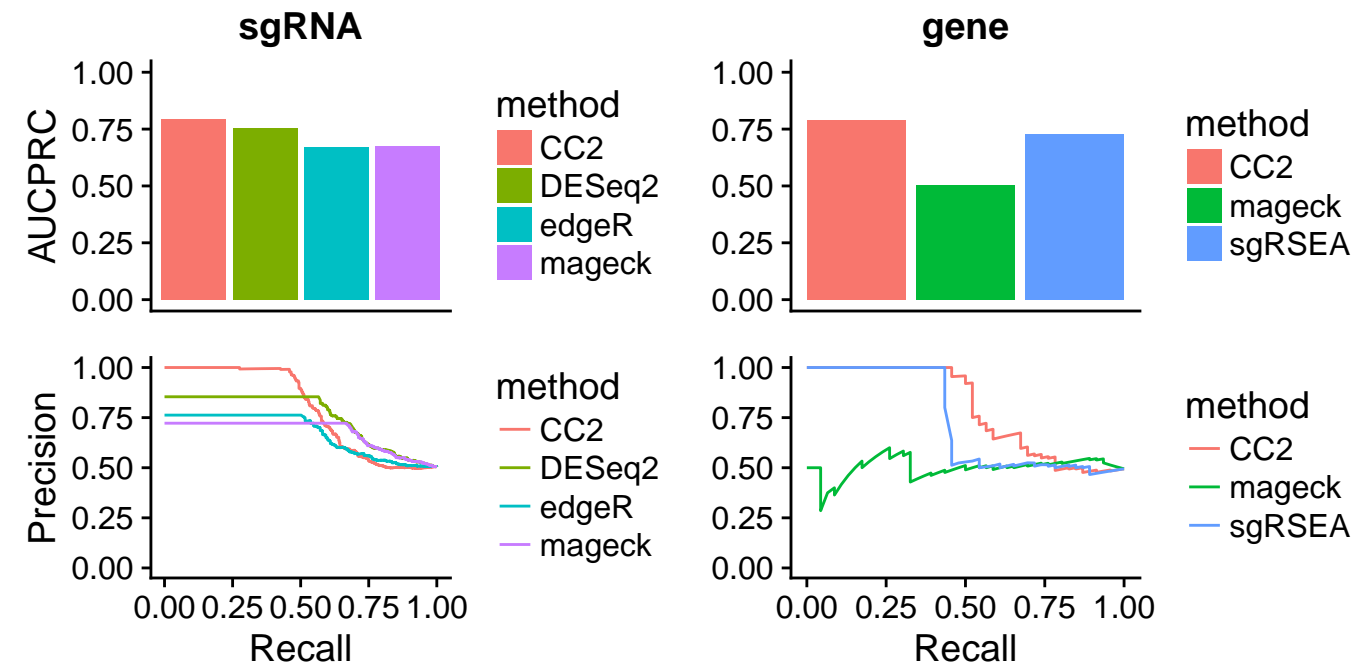 sgRNA
gene
AUCPRC
1.00
0.75
0.50
0.25
0.00
method
CC2
DESeq2
edgeR
mageck
1.00
0.75
0.50
0.25
0.00
method
CC2
mageck
sgRSEA
Precision
1.00
0.75
0.50
0.25
0.00
0.00 0.25 0.50 0.75 1.00
Recall
method
CC2
DESeq2
edgeR
mageck
1.00
0.75
0.50
0.25
0.00
0.00 0.25 0.50 0.75 1.00
Recall
method
CC2
mageck
sgRSEA